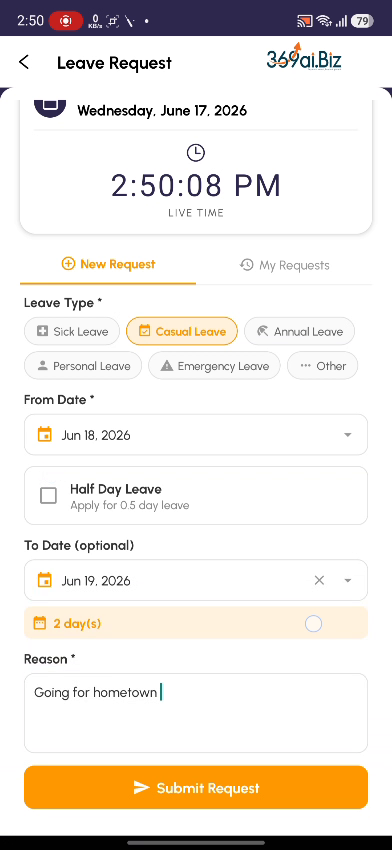 2:50
0
KB/s
79
Leave Request
369ai.Biz
Wednesday, June 17, 2026
2:50:08 PM
LIVE TIME
New Request
My Requests
Leave Type *
Sick Leave
Casual Leave
Annual Leave
Personal Leave
Emergency Leave
Other
From Date *
Jun 18, 2026
Half Day Leave
Apply for 0.5 day leave
To Date (optional)
Jun 19, 2026
2 day(s)
Reason *
Going for hometown
Submit Request